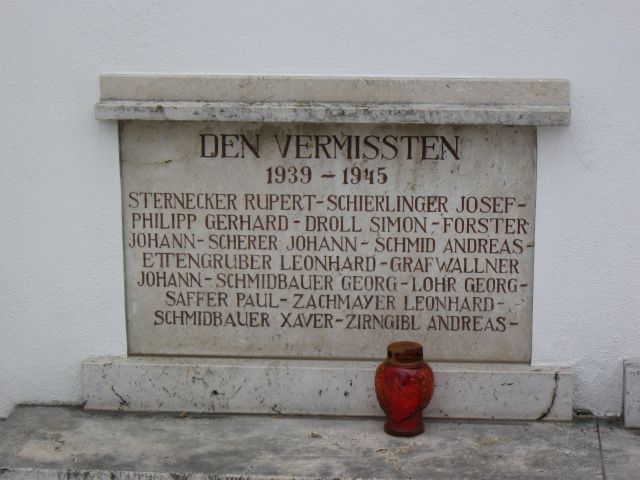 DEN VERMISSTEN
1939 – 1945
STERNECKER RUPERT – SCHIERLINGER JOSEF –
PHILIPP GERHARD – DROLL SIMON – FORSTER
JOHANN – SCHERER JOHANN – SCHMID ANDREAS –
ETTENGRUBER LEONHARD – GRAFWALLNER
JOHANN – SCHMIDBAUER GEORG – LOHR GEORG –
SAFFER PAUL – ZACHMAYER LEONHARD –
SCHMIDBAUER XAVER – ZIRNGIBL ANDREAS –